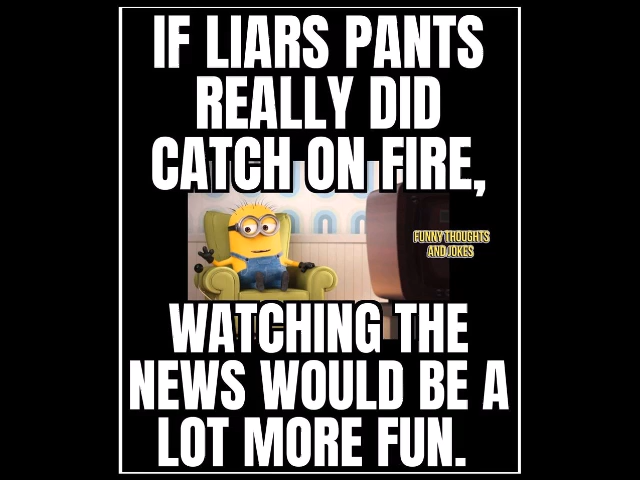 IF LIARS PANTS
REALLY DID
CATCH ON FIRE,
FUNNY THOUGHTS
AND JOKES
WATCHING THE
NEWS WOULD BE A
LOT MORE FUN.